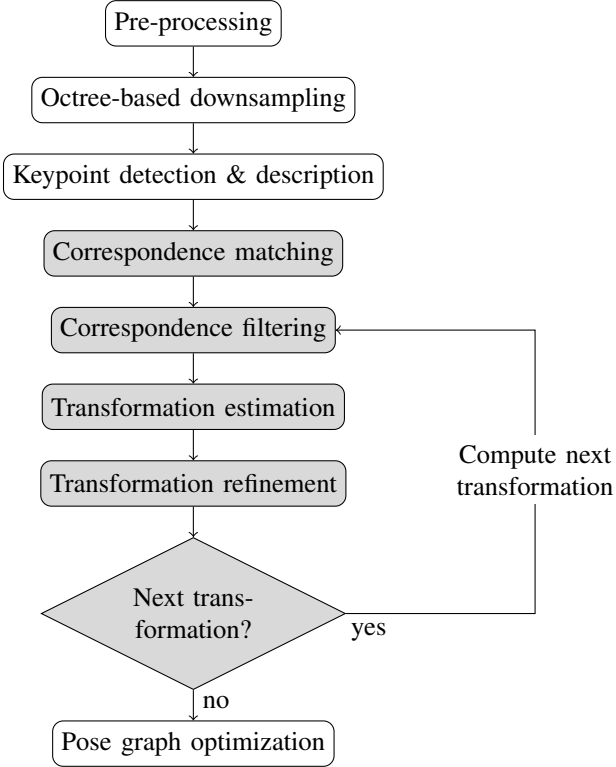 Pre-processing
Octree-based downsampling
Keypoint detection & description
Correspondence matching
Correspondence filtering
Transformation estimation
Compute next
transformation
Transformation refinement
Next trans-
formation?
yes
no
Pose graph optimization